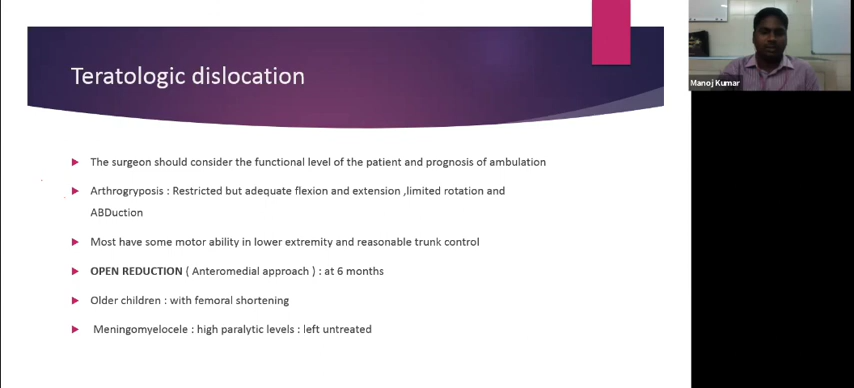 Teratologic dislocation
The surgeon should consider the functional level of the patient and prognosis of ambulation
Arthrogryposis : Restricted but adequate flexion and extension ,limited rotation and
ABDuction
Most have some motor ability in lower extremity and reasonable trunk control
OPEN REDUCTION ( Anteromedial approach ) : at 6 months
Older children : with femoral shortening
Meningomyelocele : high paralytic levels : left untreated
Manoj Kumar